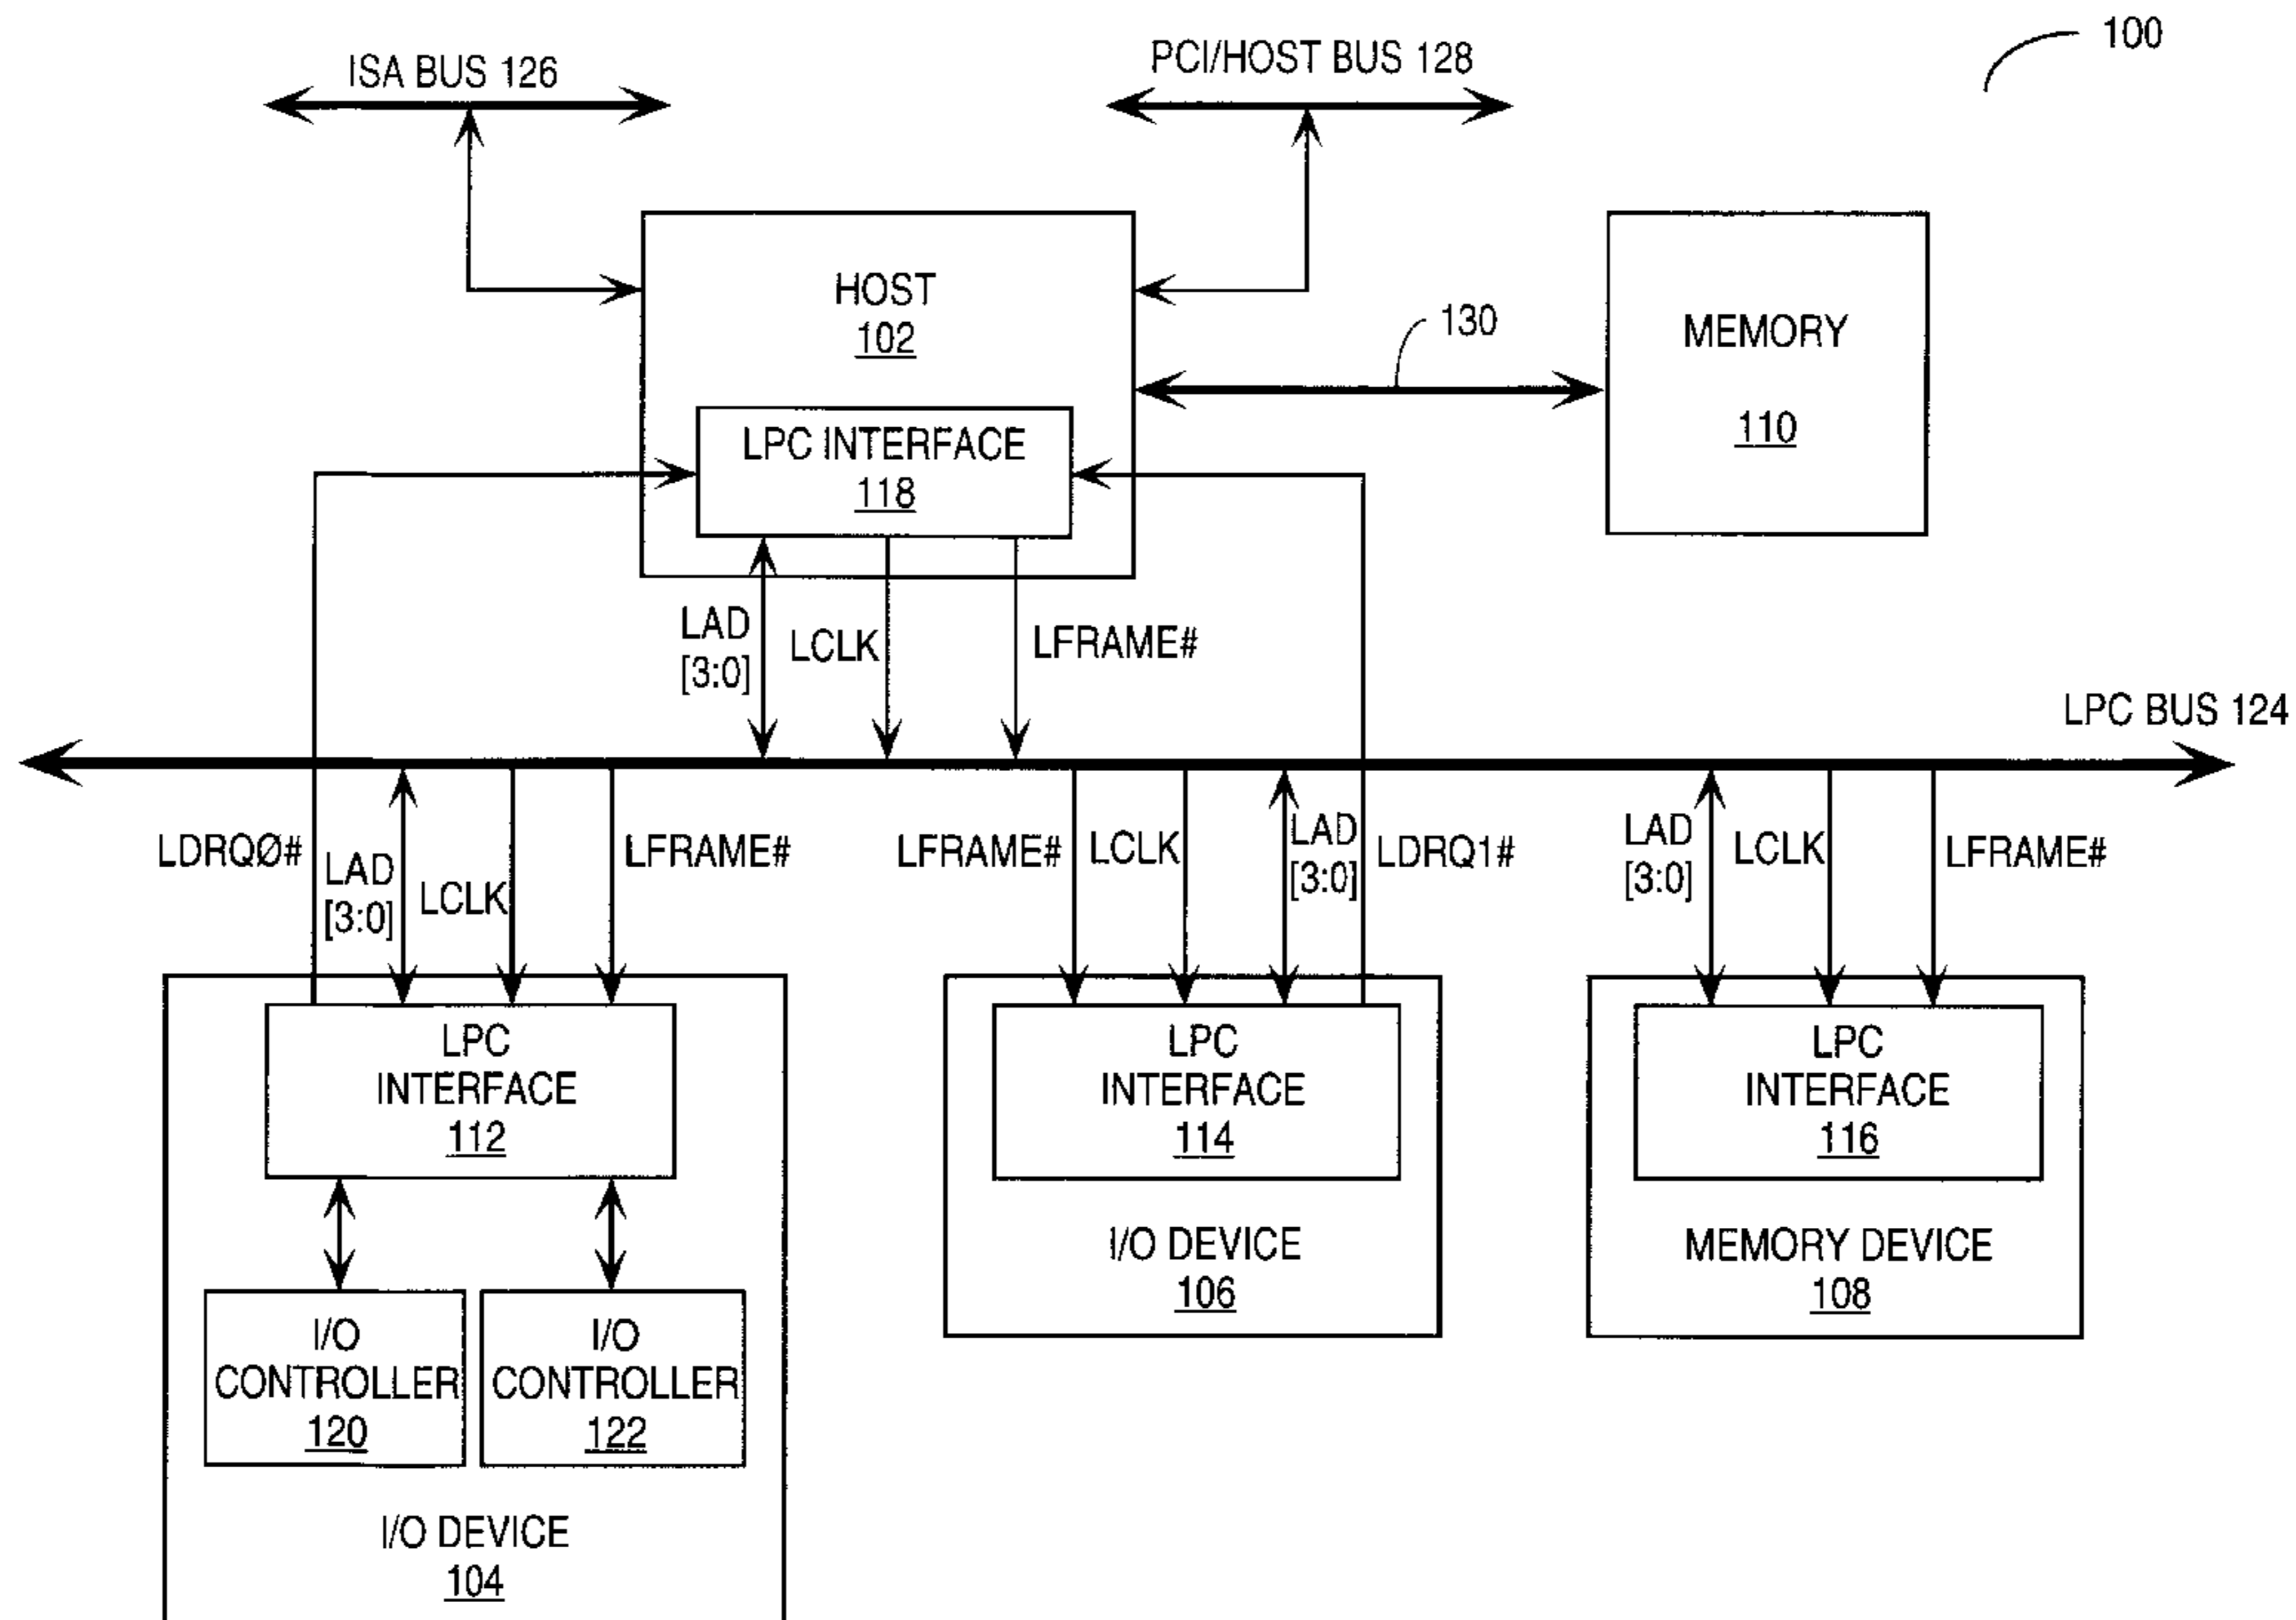 100
ISA BUS 126
PCI/HOST BUS 128
HOST
102
130
MEMORY
110
LPC INTERFACE
118
LAD
[3:0]
LCLK
LFRAME#
LPC BUS 124
LDRQØ#
LAD
[3:0]
LCLK
LFRAME#
LFRAME#
LCLK
LAD
[3:0]
LDRQ1#
LAD
[3:0]
LCLK
LFRAME#
LPC
INTERFACE
112
LPC
INTERFACE
114
LPC
INTERFACE
116
I/O DEVICE
106
MEMORY DEVICE
108
I/O
CONTROLLER
120
I/O
CONTROLLER
122
I/O DEVICE
104